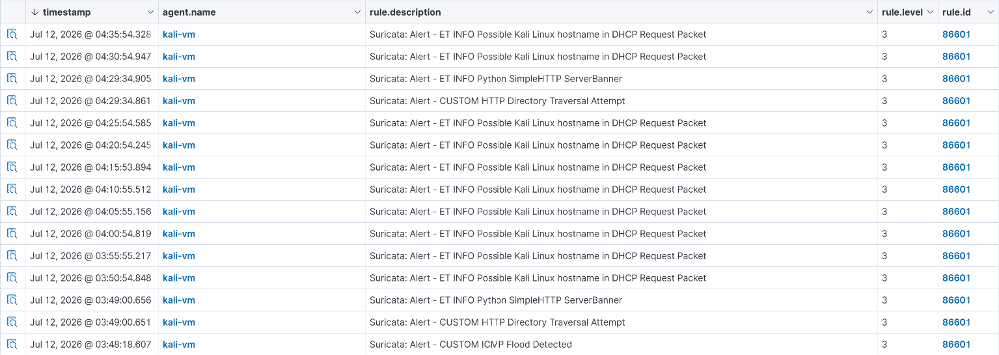 timestamp agent.name rule.description rule.level rule.id
Jul 12, 2026 @ 04:35:54.328 kali-vm Suricata: Alert - ET INFO Possible Kali Linux hostname in DHCP Request Packet 3 86601
Jul 12, 2026 @ 04:30:54.947 kali-vm Suricata: Alert - ET INFO Possible Kali Linux hostname in DHCP Request Packet 3 86601
Jul 12, 2026 @ 04:29:34.905 kali-vm Suricata: Alert - ET INFO Python SimpleHTTP ServerBanner 3 86601
Jul 12, 2026 @ 04:29:34.861 kali-vm Suricata: Alert - CUSTOM HTTP Directory Traversal Attempt 3 86601
Jul 12, 2026 @ 04:25:54.585 kali-vm Suricata: Alert - ET INFO Possible Kali Linux hostname in DHCP Request Packet 3 86601
Jul 12, 2026 @ 04:20:54.245 kali-vm Suricata: Alert - ET INFO Possible Kali Linux hostname in DHCP Request Packet 3 86601
Jul 12, 2026 @ 04:15:53.894 kali-vm Suricata: Alert - ET INFO Possible Kali Linux hostname in DHCP Request Packet 3 86601
Jul 12, 2026 @ 04:10:55.512 kali-vm Suricata: Alert - ET INFO Possible Kali Linux hostname in DHCP Request Packet 3 86601
Jul 12, 2026 @ 04:05:55.156 kali-vm Suricata: Alert - ET INFO Possible Kali Linux hostname in DHCP Request Packet 3 86601
Jul 12, 2026 @ 04:00:54.819 kali-vm Suricata: Alert - ET INFO Possible Kali Linux hostname in DHCP Request Packet 3 86601
Jul 12, 2026 @ 03:55:55.217 kali-vm Suricata: Alert - ET INFO Possible Kali Linux hostname in DHCP Request Packet 3 86601
Jul 12, 2026 @ 03:50:54.848 kali-vm Suricata: Alert - ET INFO Possible Kali Linux hostname in DHCP Request Packet 3 86601
Jul 12, 2026 @ 03:49:00.656 kali-vm Suricata: Alert - ET INFO Python SimpleHTTP ServerBanner 3 86601
Jul 12, 2026 @ 03:49:00.651 kali-vm Suricata: Alert - CUSTOM HTTP Directory Traversal Attempt 3 86601
Jul 12, 2026 @ 03:48:18.607 kali-vm Suricata: Alert - CUSTOM ICMP Flood Detected 3 86601